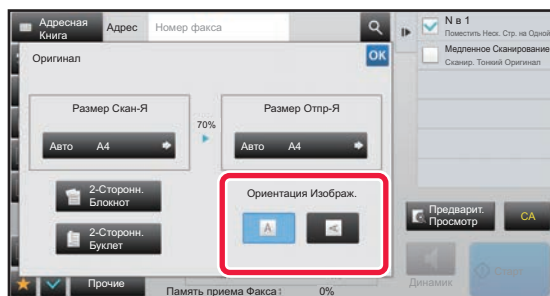 Адресная
Книга
Адрес
Номер факса
N в 1
Поместить Неск. Стр. на Одной
Медленное Сканирование
Сканир. Тонкий Оригинал
Оригинал
OK
Размер Скан-Я
70%
Размер Отпр-Я
Авто A4
Авто A4
2-Сторонн.
Блокнот
Ориентация Изображ.
A
A
2-Сторонн.
Буклет
Предварит.
Просмотр
CA
Прочие
Память приема Факса:
0%
Динамик
Старт